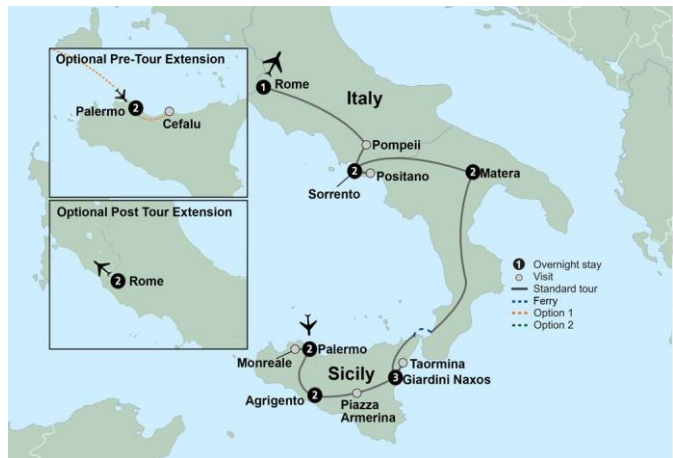 Optional Pre-Tour Extension
Palermo 2
Cefalu
Optional Post Tour Extension
2 Rome
1 Rome
Italy
Pompeii
2
Positano
Sorrento
2 Matera
1 Overnight stay
Visit
Standard tour
Ferry
Option 1
Option 2
2 Palermo
Monreale
Sicily
Taormina
3
Giardini Naxos
Agrigento 2
Piazza
Armerina